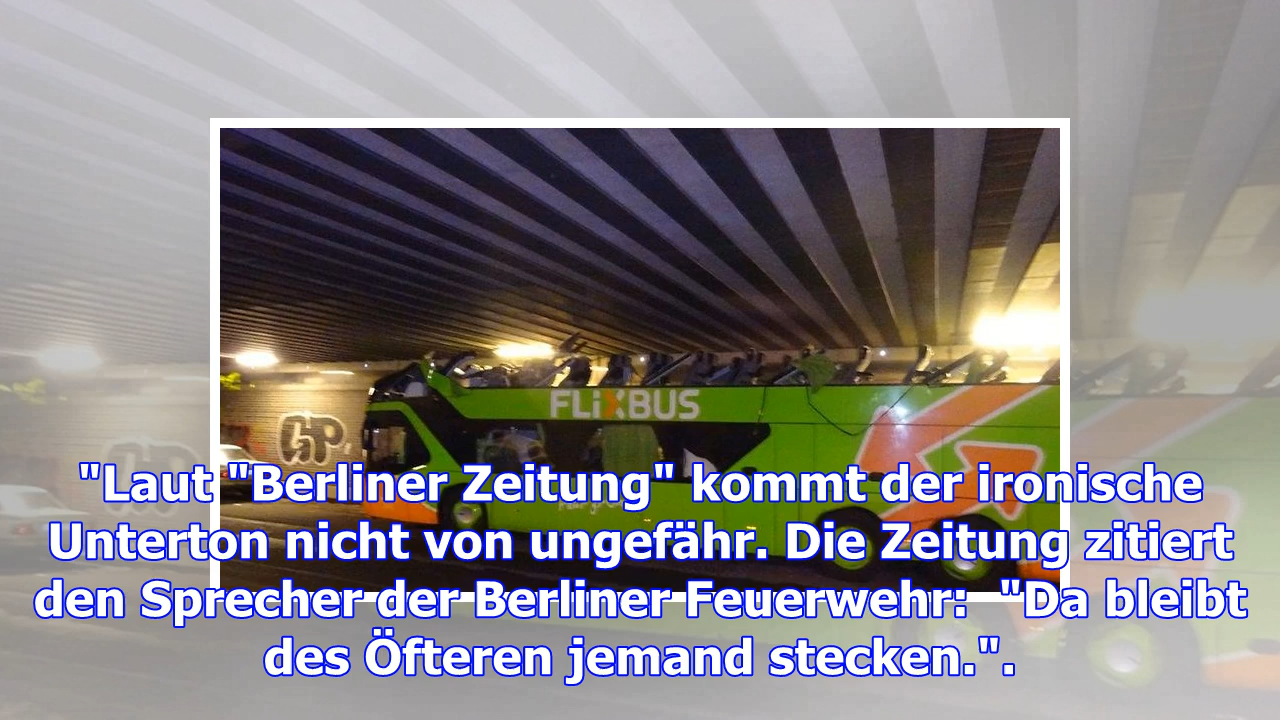 GP
FLiXBUS
"Laut "Berliner Zeitung" kommt der ironische
Unterton nicht von ungefähr. Die Zeitung zitiert
den Sprecher der Berliner Feuerwehr:  "Da bleibt
des Öfteren jemand stecken.".